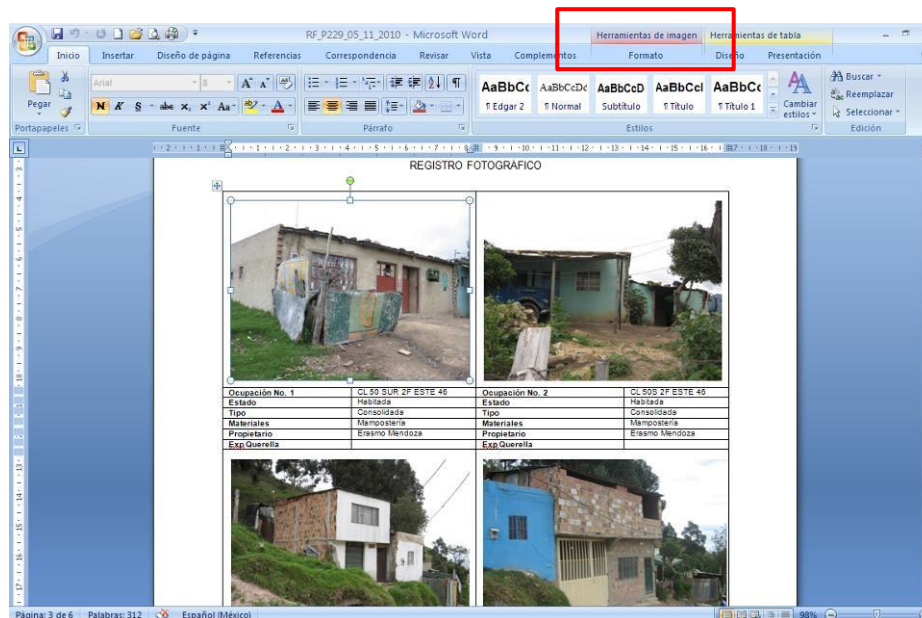 RF_P229_05_11_2010 - Microsoft Word
Herramientas de imagen
Herramientas de tabla
Inicio
Insertar
Diseño de página
Referencias
Correspondencia
Revisar
Vista
Complementos
Formato
Diseño
Presentación
Pegar
Arial
8
N K S abe x, x' Aa
AaBbCc
¶ Edgar 2
AaBbCcDd
¶ Normal
AaBbCcD
Subtítulo
AaBbCcI
¶ Título
AaBbCc
¶ Título 1
Cambiar
estilos
Buscar
Reemplazar
Seleccionar
Portapapeles
Fuente
Párrafo
Estilos
Edición
REGISTRO FOTOGRÁFICO
Ocupación No. 1 CL 50 SUR 2F ESTE 46
Estado Habitada
Tipo Consolidada
Materiales Mampostería
Propietario Erasmo Mendoza
Exp Querella
Ocupación No. 2 CL 50S 2F ESTE 46
Estado Habitada
Tipo Consolidada
Materiales Mampostería
Propietario Erasmo Mendoza
Exp Querella
Página: 3 de 6 Palabras: 312 Español (México) 98%